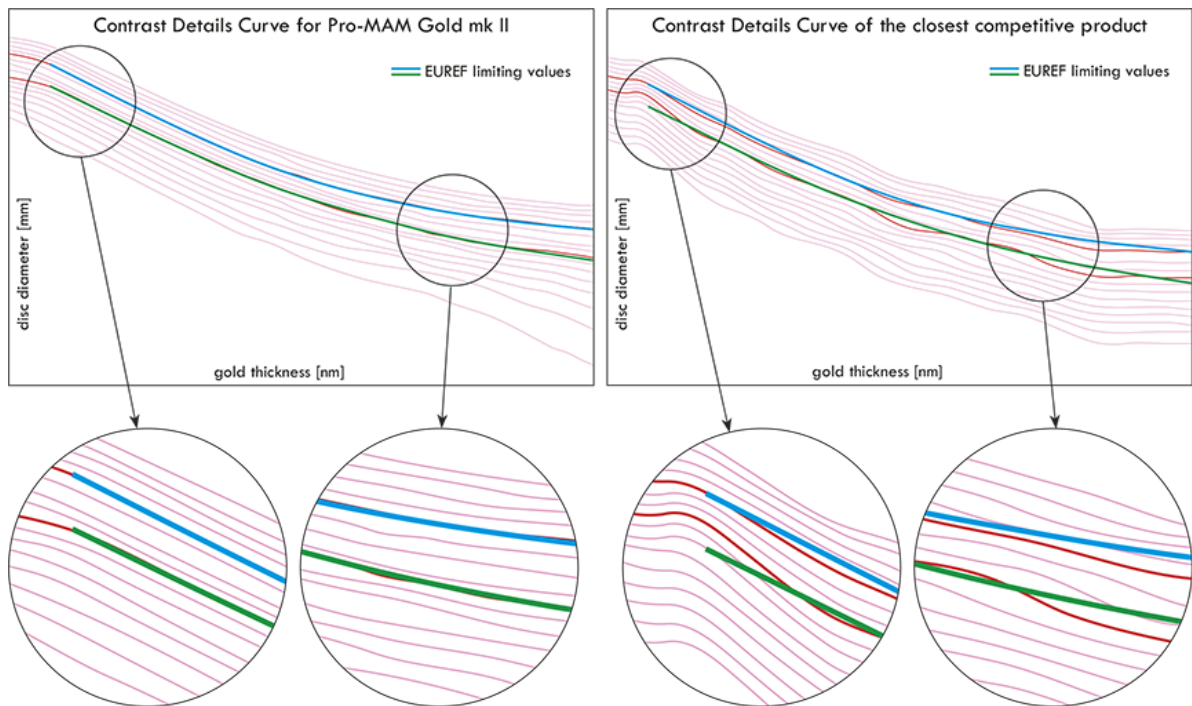 Contrast Details Curve for Pro-MAM Gold mk II
EUREF limiting values
disc diameter [mm]
gold thickness [nm]
Contrast Details Curve of the closest competitive product
EUREF limiting values
disc diameter [mm]
gold thickness [nm]